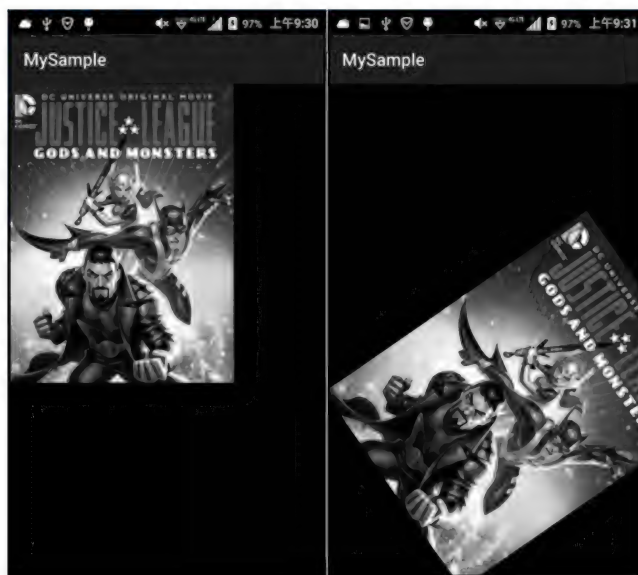 97% 上午9:30
MySample
DC UNIVERSE ORIGINAL MOVIE
JUSTICE LEAGUE
GODS AND MONSTERS
97% 上午9:31
MySample
DC UNIVERSE
JUSTICE
GODS AND MONSTE